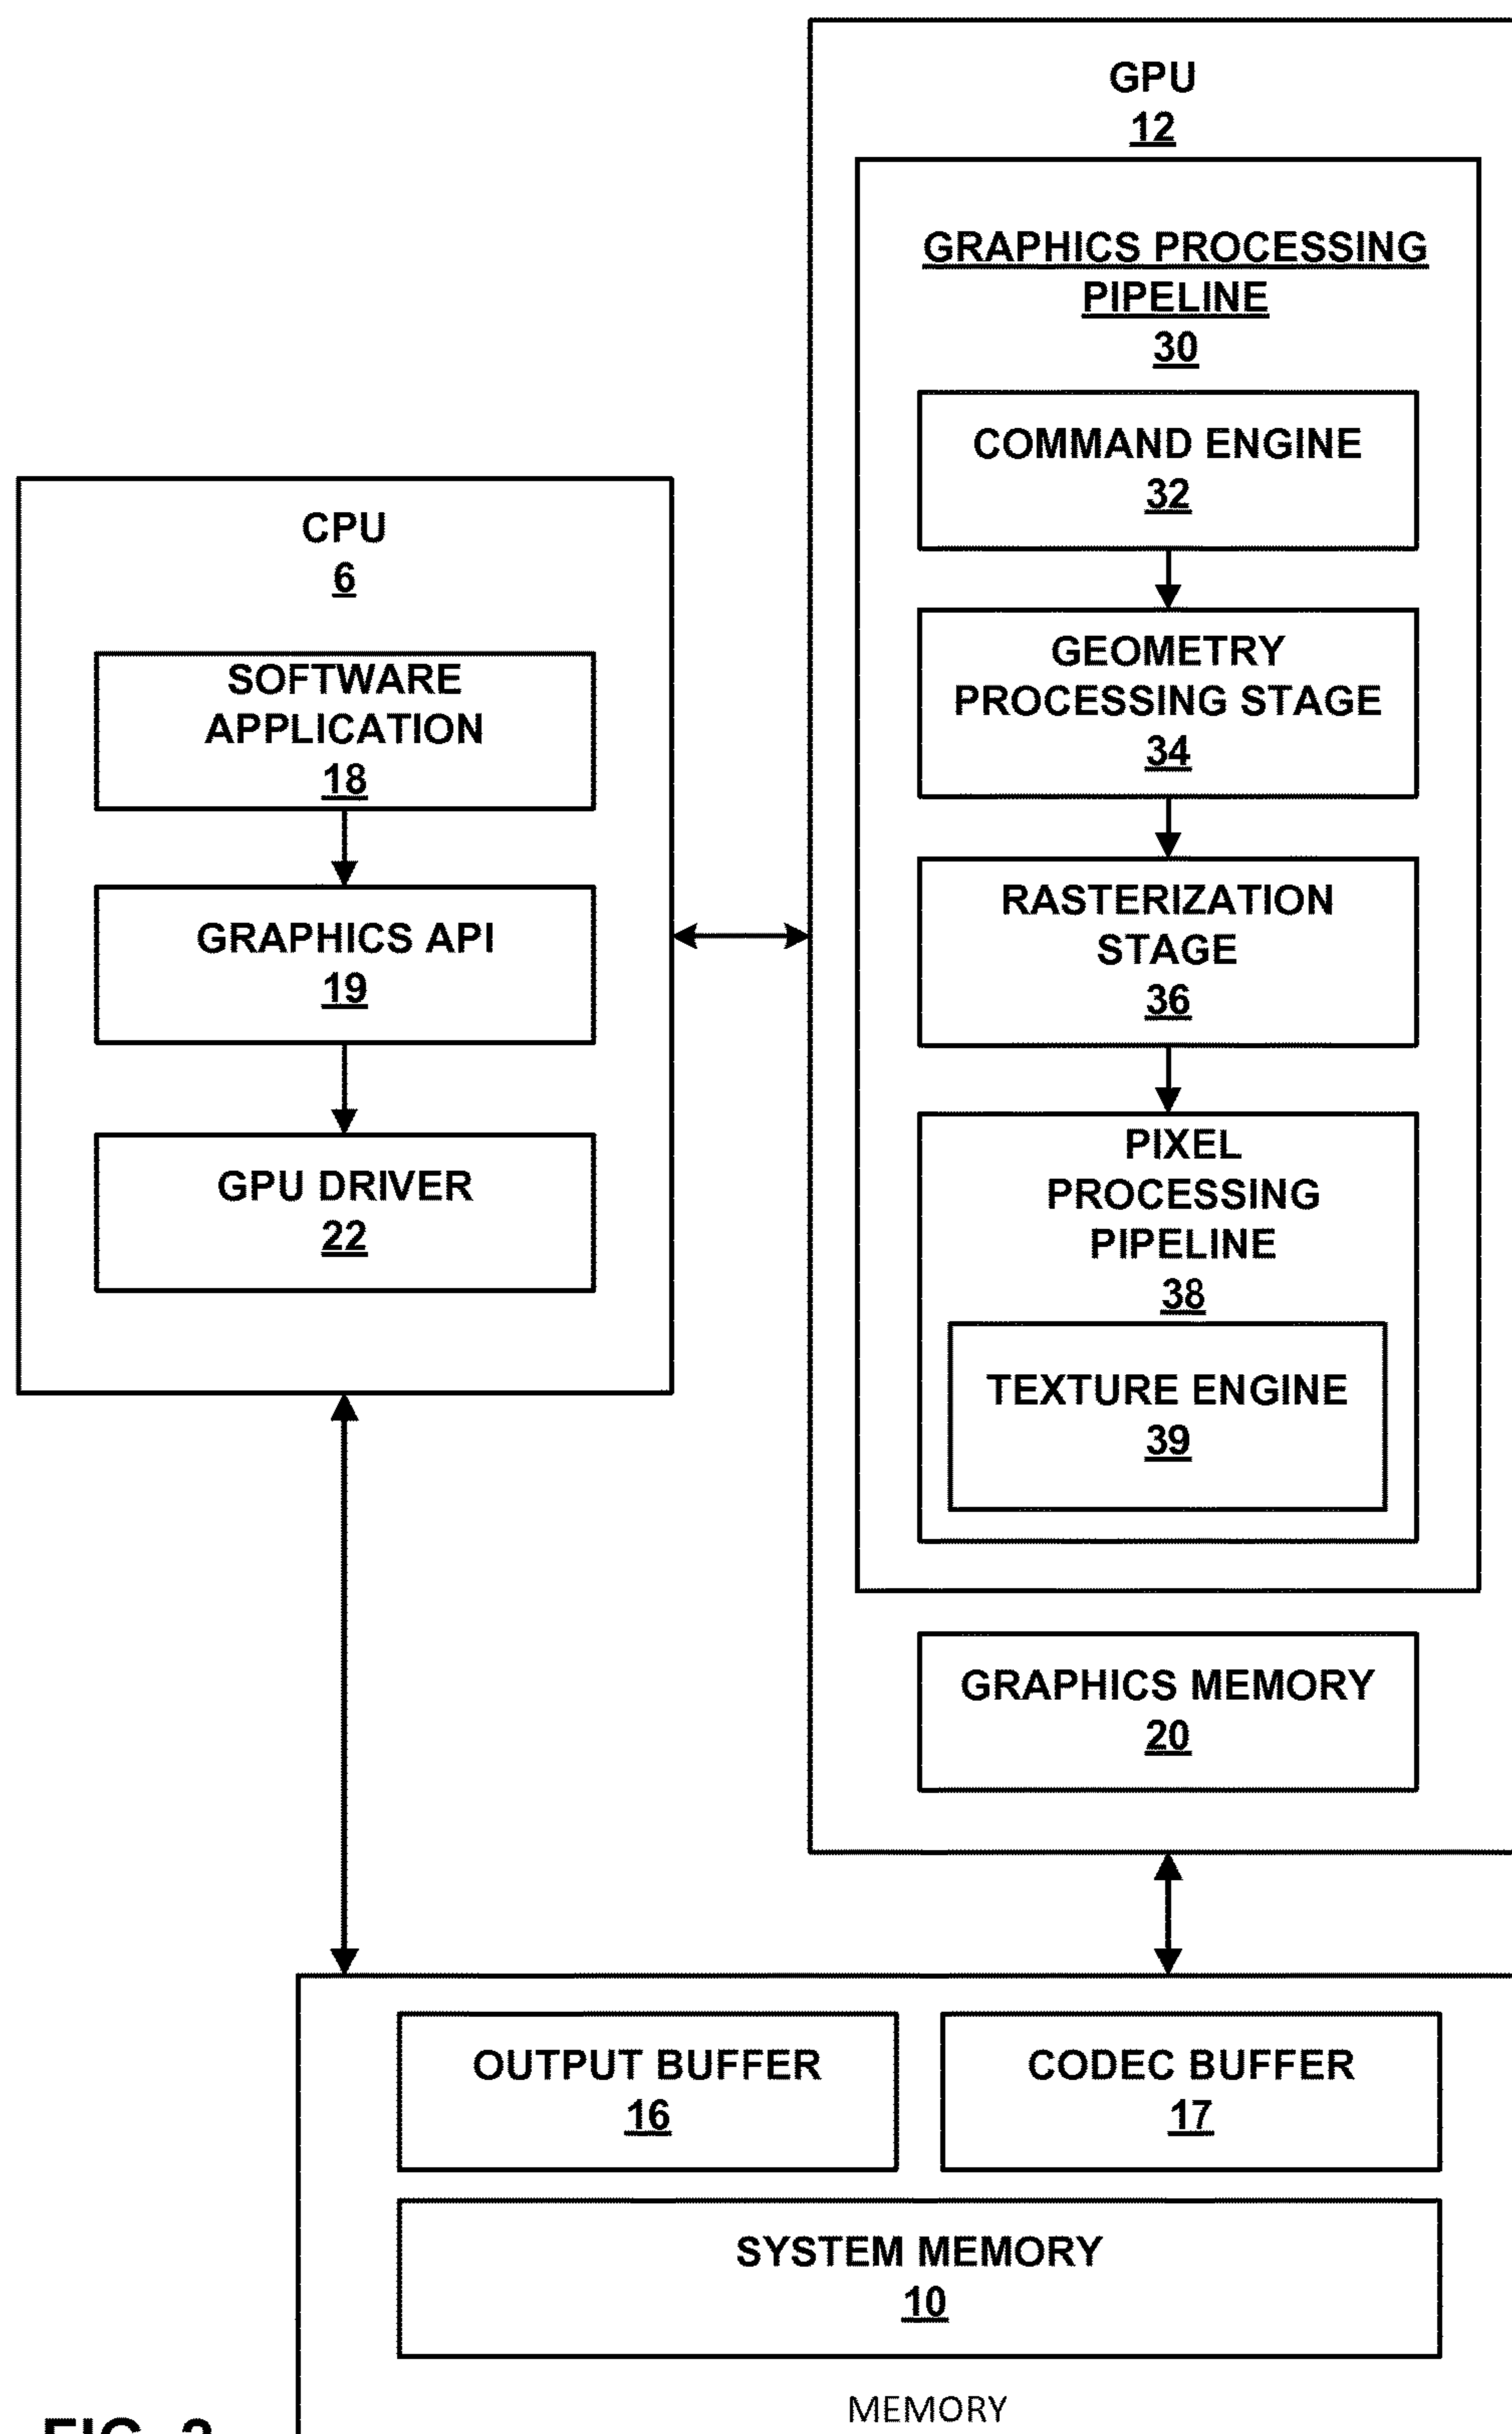 GPU
12
GRAPHICS PROCESSING
PIPELINE
30
COMMAND ENGINE
32
GEOMETRY
PROCESSING STAGE
34
RASTERIZATION
STAGE
36
PIXEL
PROCESSING
PIPELINE
38
TEXTURE ENGINE
39
GRAPHICS MEMORY
20
CPU
6
SOFTWARE
APPLICATION
18
GRAPHICS API
19
GPU DRIVER
22
OUTPUT BUFFER
16
CODEC BUFFER
17
SYSTEM MEMORY
10
MEMORY